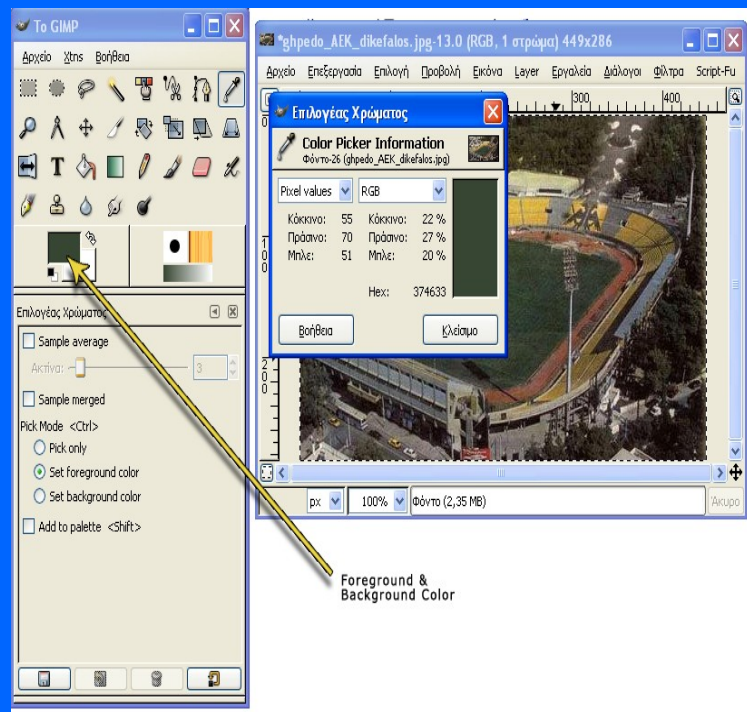 Το GIMP
Αρχείο Xtns Βοήθεια
Επιλογέας Χρώματος
Sample average
Ακτίνα: 3
Sample merged
Pick Mode <Ctrl>
Pick only
Set foreground color
Set background color
Add to palette <Shift>
*ghpedo_AEK_dikefalos.jpg-13.0 (RGB, 1 στρώμα) 449x286
Αρχείο Επεξεργασία Επιλογή Προβολή Εικόνα Layer Εργαλεία Διάλογοι Φίλτρα Script-Fu
300 400
0
100
200
Επιλογέας Χρώματος
Color Picker Information
Φόντο-26 (ghpedo_AEK_dikefalos.jpg)
Pixel values RGB
Κόκκινο: 55 Κόκκινο: 22 %
Πράσινο: 70 Πράσινο: 27 %
Μπλε: 51 Μπλε: 20 %
Hex: 374633
Βοήθεια Κλείσιμο
px 100% Φόντο (2,35 MB) Άκυρο
Foreground &
Background Color